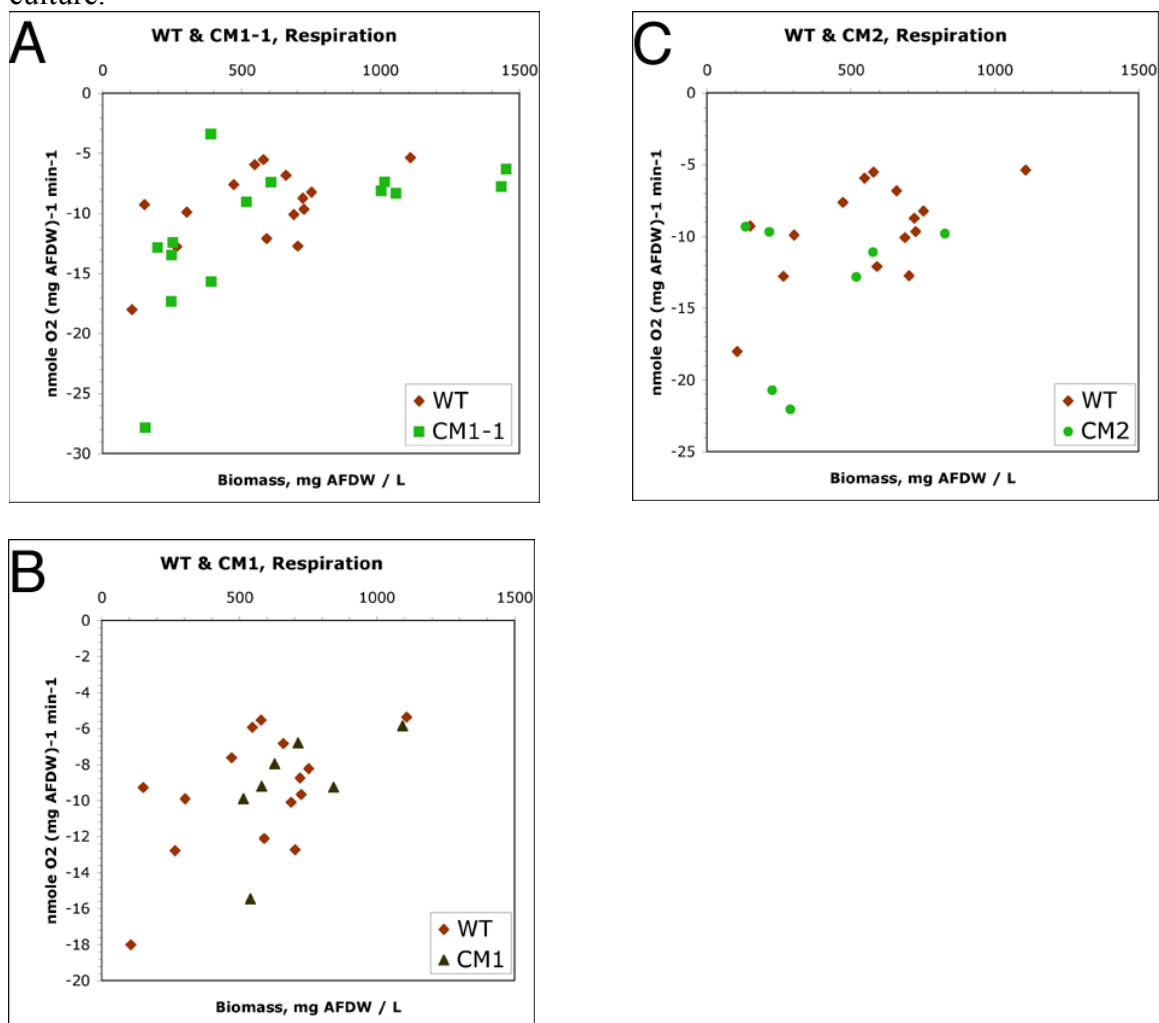 culture.
A
WT & CM1-1, Respiration
0 500 1000 1500
0
-5
-10
-15
-20
-25
-30
nmole O2 (mg AFDW)-1 min-1
WT
CM1-1
Biomass, mg AFDW / L
C
WT & CM2, Respiration
0 500 1000 1500
0
-5
-10
-15
-20
-25
nmole O2 (mg AFDW)-1 min-1
WT
CM2
Biomass, mg AFDW / L
B
WT & CM1, Respiration
0 500 1000 1500
0
-2
-4
-6
-8
-10
-12
-14
-16
-18
-20
nmole O2 (mg AFDW)-1 min-1
WT
CM1
Biomass, mg AFDW / L